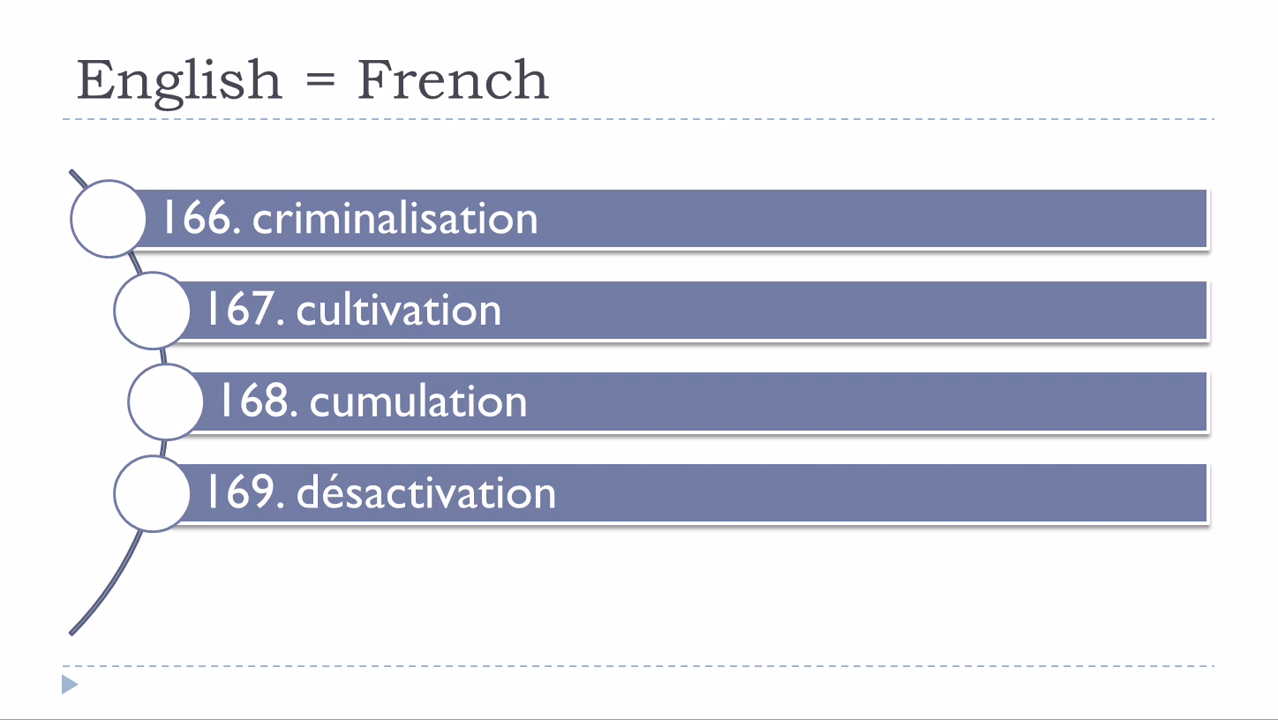 English = French
166. criminalisation
167. cultivation
168. cumulation
169. désactivation